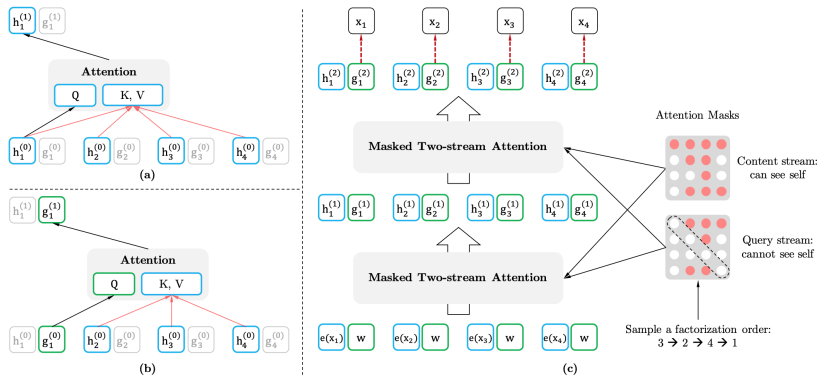 h₁⁽¹⁾ g₁⁽¹⁾
Attention
Q K, V
h₁⁽⁰⁾ g₁⁽⁰⁾ h₂⁽⁰⁾ g₂⁽⁰⁾ h₃⁽⁰⁾ g₃⁽⁰⁾ h₄⁽⁰⁾ g₄⁽⁰⁾
(a)
h₁⁽¹⁾ g₁⁽¹⁾
Attention
Q K, V
h₁⁽⁰⁾ g₁⁽⁰⁾ h₂⁽⁰⁾ g₂⁽⁰⁾ h₃⁽⁰⁾ g₃⁽⁰⁾ h₄⁽⁰⁾ g₄⁽⁰⁾
(b)
x₁ x₂ x₃ x₄
h₁⁽²⁾ g₁⁽²⁾ h₂⁽²⁾ g₂⁽²⁾ h₃⁽²⁾ g₃⁽²⁾ h₄⁽²⁾ g₄⁽²⁾
Masked Two-stream Attention
h₁⁽¹⁾ g₁⁽¹⁾ h₂⁽¹⁾ g₂⁽¹⁾ h₃⁽¹⁾ g₃⁽¹⁾ h₄⁽¹⁾ g₄⁽¹⁾
Masked Two-stream Attention
e(x₁) w e(x₂) w e(x₃) w e(x₄) w
(c)
Attention Masks
Content stream:
can see self
Query stream:
cannot see self
Sample a factorization order:
3 → 2 → 4 → 1